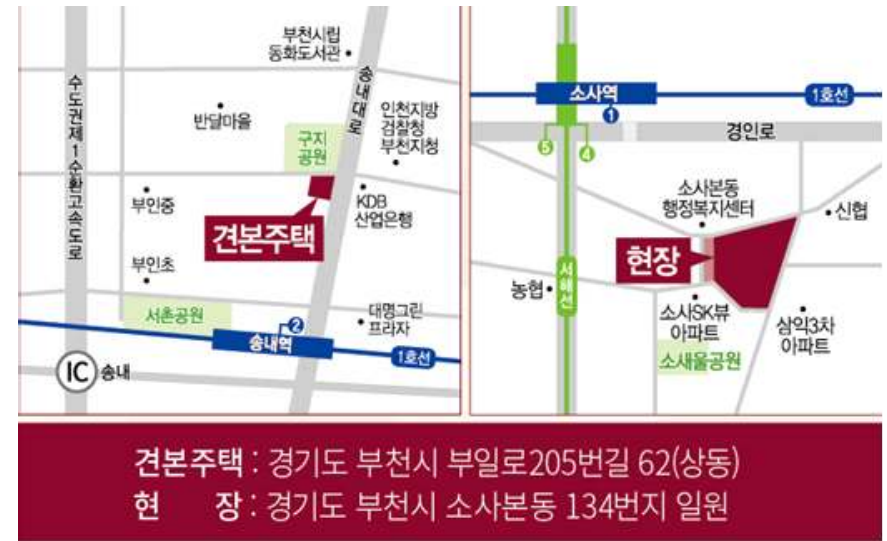 부천시립
동화도서관
송내대로
수도권제1순환고속도로
반달마을
구지
공원
인천지방
검찰청
부천지청
부인중
견본주택
KDB
산업은행
부인초
서촌공원
대명그린
프라자
2
송내역
1호선
IC 송내
소사역
1호선
1
경인로
5
4
소사본동
행정복지센터
신협
현장
서해선
농협
소사SK뷰
아파트
삼익3차
아파트
소새울공원
견본주택 : 경기도 부천시 부일로205번길 62(상동)
현 장 : 경기도 부천시 소사본동 134번지 일원